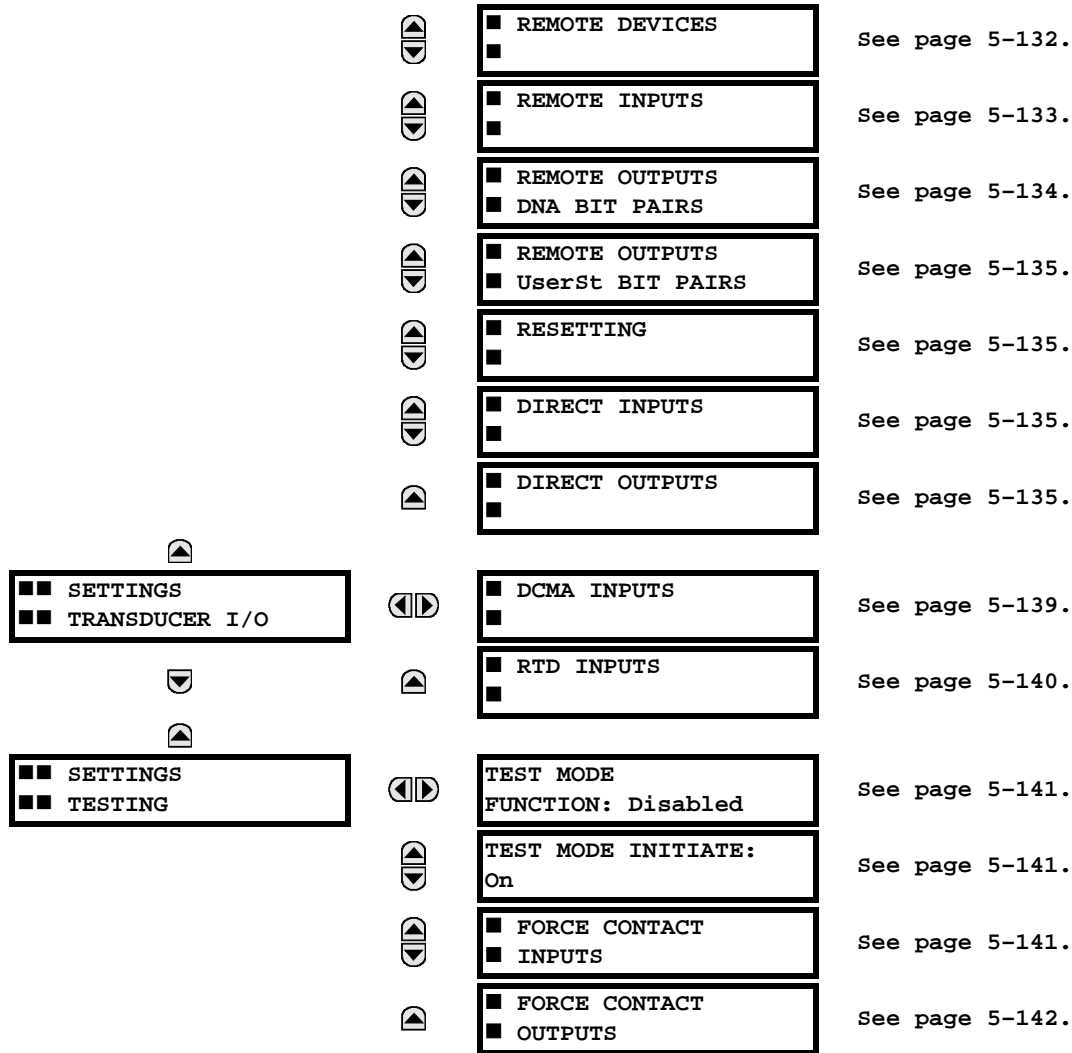 ■ REMOTE DEVICES
■
See page 5-132.
■ REMOTE INPUTS
■
See page 5-133.
■ REMOTE OUTPUTS
■ DNA BIT PAIRS
See page 5-134.
■ REMOTE OUTPUTS
■ UserSt BIT PAIRS
See page 5-135.
■ RESETTING
■
See page 5-135.
■ DIRECT INPUTS
■
See page 5-135.
■ DIRECT OUTPUTS
■
See page 5-135.
■■ SETTINGS
■■ TRANSDUCER I/O
■ DCMA INPUTS
■
See page 5-139.
■ RTD INPUTS
■
See page 5-140.
■■ SETTINGS
■■ TESTING
TEST MODE
FUNCTION: Disabled
See page 5-141.
TEST MODE INITIATE:
On
See page 5-141.
■ FORCE CONTACT
■ INPUTS
See page 5-141.
■ FORCE CONTACT
■ OUTPUTS
See page 5-142.